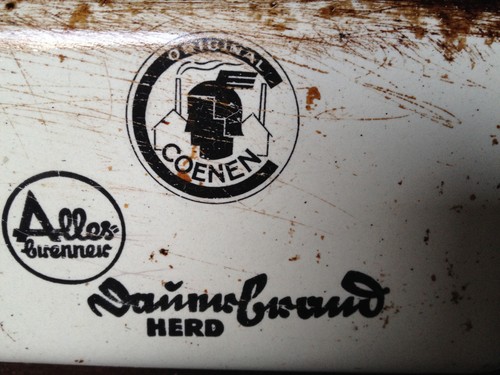 ORIGINAL
COENEN
Alles-
brenner
Dauerbrand
HERD